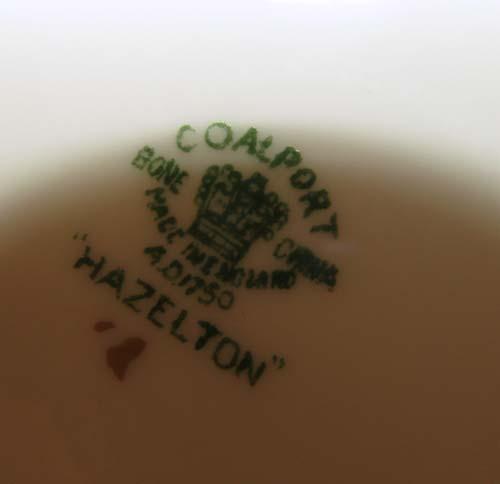 COALPORT
BONE CHINA
MADE IN ENGLAND
A.D.1750
"HAZELTON"